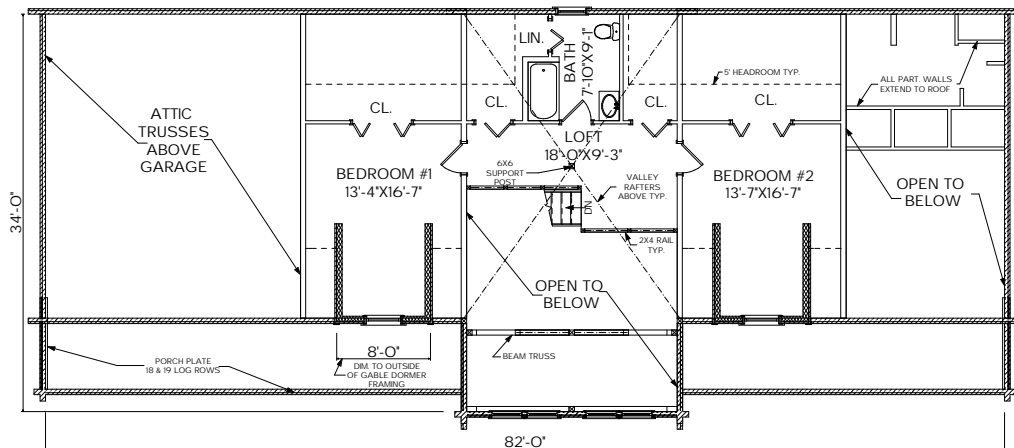 LIN.
BATH
7'-10"X9'-1"
5' HEADROOM TYP.
ALL PART. WALLS
EXTEND TO ROOF
ATTIC
TRUSSES
ABOVE
GARAGE
CL.
CL.
CL.
CL.
LOFT
18'-0"X9'-3"
6X6
SUPPORT
POST
BEDROOM #1
13'-4"X16'-7"
VALLEY
RAFTERS
ABOVE TYP.
BEDROOM #2
13'-7"X16'-7"
OPEN TO
BELOW
DN
2X4 RAIL
TYP.
34'-0"
OPEN TO
BELOW
BEAM TRUSS
8'-0"
DIM. TO OUTSIDE
OF GABLE DORMER
FRAMING
PORCH PLATE
18 & 19 LOG ROWS
82'-0"